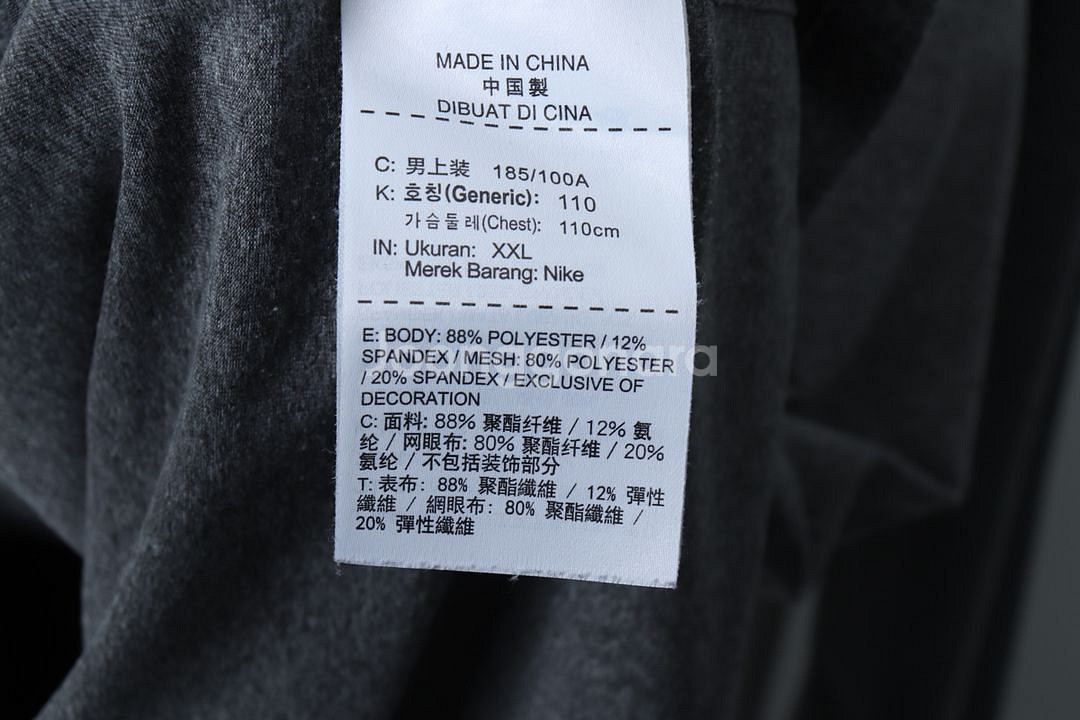 MADE IN CHINA
中国製
DIBUAT DI CINA
C: 男上装 185/100A
K: 호칭(Generic): 110
가슴둘레(Chest): 110cm
IN: Ukuran: XXL
Merek Barang: Nike
E: BODY: 88% POLYESTER / 12%
SPANDEX / MESH: 80% POLYESTER
/ 20% SPANDEX / EXCLUSIVE OF
DECORATION
C: 面料: 88% 聚酯纤维 / 12% 氨
纶 / 网眼布: 80% 聚酯纤维 / 20%
氨纶 / 不包括装饰部分
T: 表布: 88% 聚酯纖維 / 12% 彈性
纖維 / 網眼布: 80% 聚酯纖維 /
20% 彈性纖維